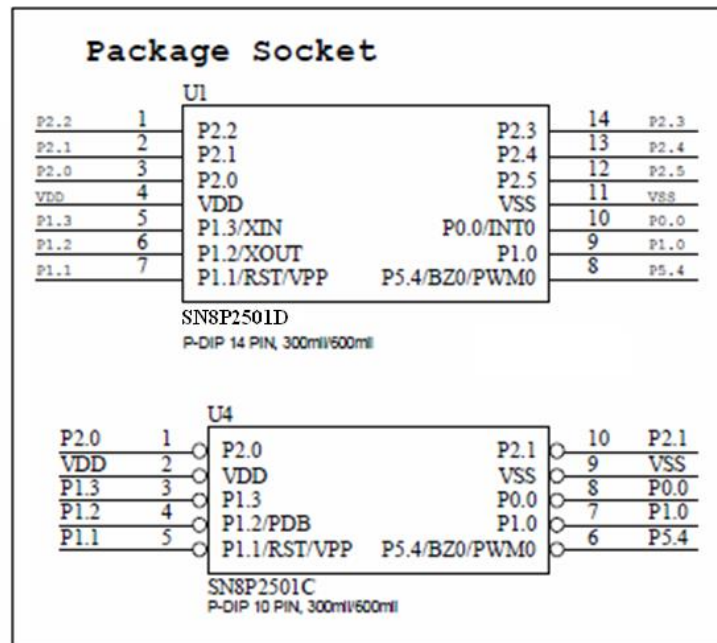 Package Socket
U1
P2.2 1 P2.2 P2.3 14 P2.3
P2.1 2 P2.1 P2.4 13 P2.4
P2.0 3 P2.0 P2.5 12 P2.5
VDD 4 VDD VSS 11 VSS
P1.3 5 P1.3/XIN P0.0/INT0 10 P0.0
P1.2 6 P1.2/XOUT P1.0 9 P1.0
P1.1 7 P1.1/RST/VPP P5.4/BZ0/PWM0 8 P5.4
SN8P2501D
P-DIP 14 PIN, 300mil/600mil
U4
P2.0 1 P2.0 P2.1 10 P2.1
VDD 2 VDD VSS 9 VSS
P1.3 3 P1.3 P0.0 8 P0.0
P1.2 4 P1.2/PDB P1.0 7 P1.0
P1.1 5 P1.1/RST/VPP P5.4/BZ0/PWM0 6 P5.4
SN8P2501C
P-DIP 10 PIN, 300mil/600mil